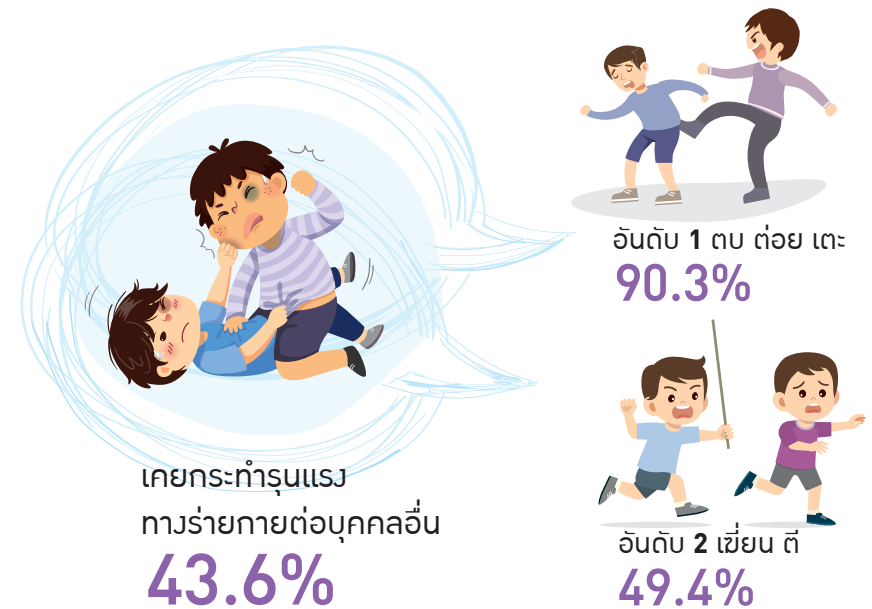 เคยกระทำรุนแรง
ทางร่ายกายต่อบุคคลอื่น
43.6%
อันดับ 1 ตบ ต่อย เตะ
90.3%
อันดับ 2 เฆี่ยน ตี
49.4%